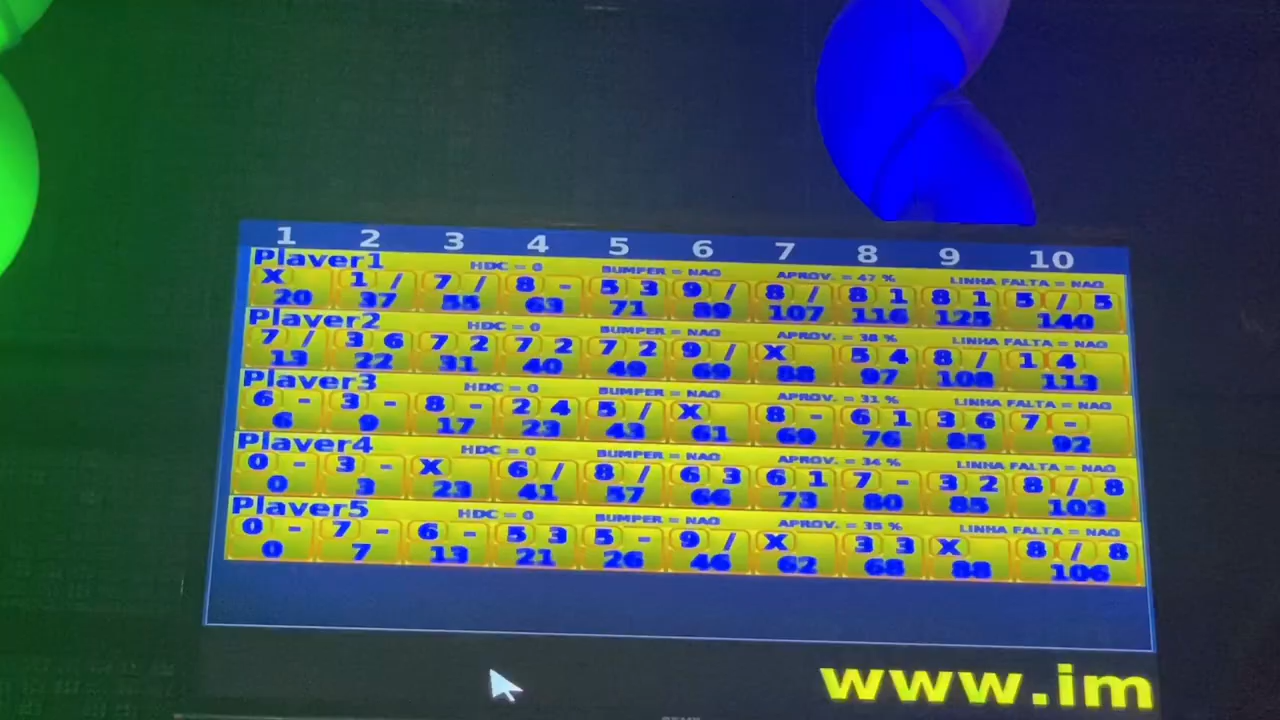 1 2 3 4 5 6 7 8 9 10
Player1 HDC = 0 BUMPER = NAO APROV. = 47 % LINHA FALTA = NAO
X 1 / 7 / 8 - 5 3 9 / 8 / 8 1 8 1 5 / 5
20 37 55 63 71 89 107 116 125 140
Player2 HDC = 0 BUMPER = NAO APROV. = 38 % LINHA FALTA = NAO
7 / 3 6 7 2 7 2 7 2 9 / X 5 4 8 / 1 4
13 22 31 40 49 69 88 97 108 113
Player3 HDC = 0 BUMPER = NAO APROV. = 31 % LINHA FALTA = NAO
6 - 3 - 8 - 2 4 5 / X 8 - 6 1 3 6 7 -
6 9 17 23 43 61 69 76 85 92
Player4 HDC = 0 BUMPER = NAO APROV. = 34 % LINHA FALTA = NAO
0 - 3 - X 6 / 8 / 6 3 6 1 7 - 3 2 8 / 8
0 3 23 41 57 66 73 80 85 103
Player5 HDC = 0 BUMPER = NAO APROV. = 35 % LINHA FALTA = NAO
0 - 7 - 6 - 5 3 5 - 9 / X 3 3 X 8 / 8
0 7 13 21 26 46 62 68 88 106
www.im